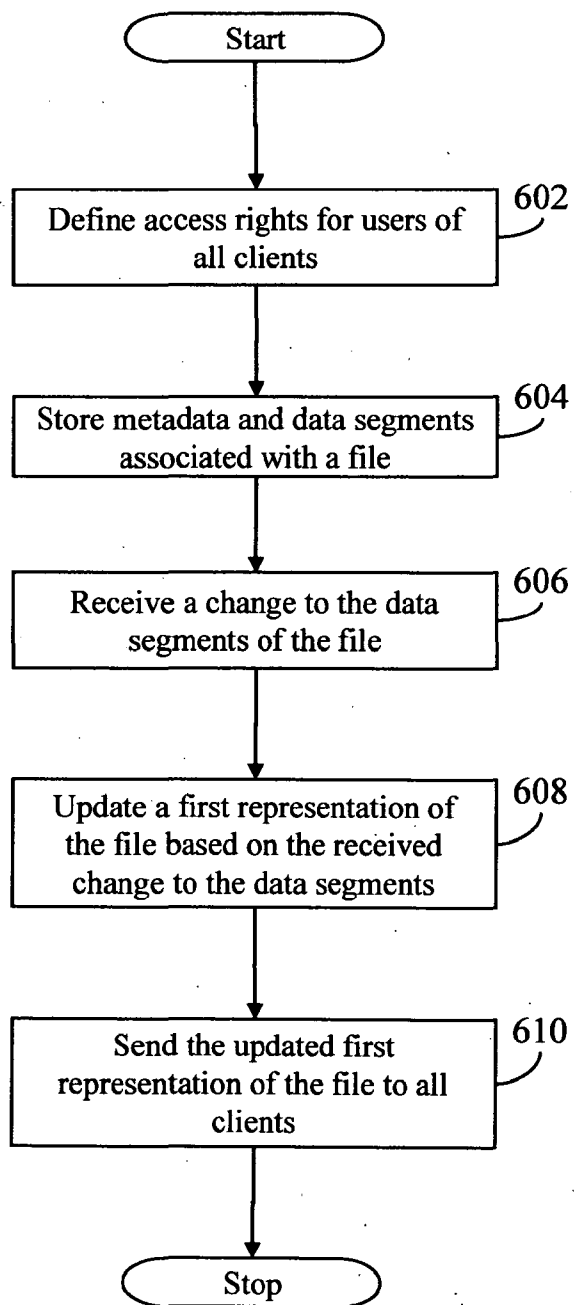 Start
602
Define access rights for users of
all clients
604
Store metadata and data segments
associated with a file
606
Receive a change to the data
segments of the file
608
Update a first representation of
the file based on the received
change to the data segments
610
Send the updated first
representation of the file to all
clients
Stop